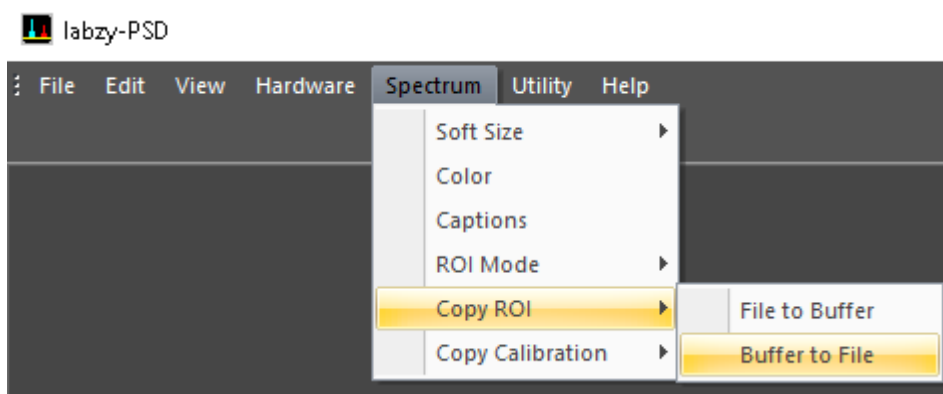 labzy-PSD
File Edit View Hardware Spectrum Utility Help
Soft Size
Color
Captions
ROI Mode
Copy ROI
File to Buffer
Copy Calibration
Buffer to File